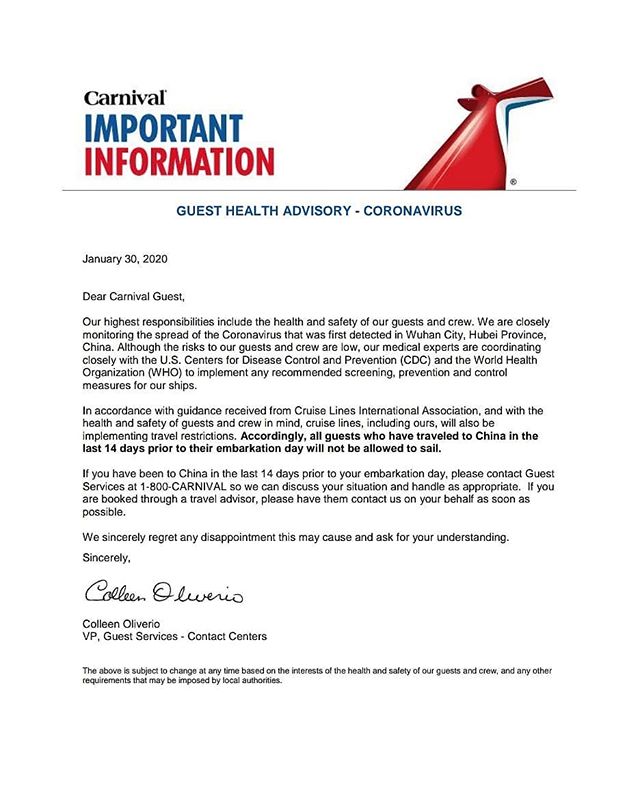 Carnival
IMPORTANT
INFORMATION
®
GUEST HEALTH ADVISORY - CORONAVIRUS
January 30, 2020
Dear Carnival Guest,
Our highest responsibilities include the health and safety of our guests and crew. We are closely
monitoring the spread of the Coronavirus that was first detected in Wuhan City, Hubei Province,
China. Although the risks to our guests and crew are low, our medical experts are coordinating
closely with the U.S. Centers for Disease Control and Prevention (CDC) and the World Health
Organization (WHO) to implement any recommended screening, prevention and control
measures for our ships.
In accordance with guidance received from Cruise Lines International Association, and with the
health and safety of guests and crew in mind, cruise lines, including ours, will also be
implementing travel restrictions. Accordingly, all guests who have traveled to China in the
last 14 days prior to their embarkation day will not be allowed to sail.
If you have been to China in the last 14 days prior to your embarkation day, please contact Guest
Services at 1-800-CARNIVAL so we can discuss your situation and handle as appropriate. If you
are booked through a travel advisor, please have them contact us on your behalf as soon as
possible.
We sincerely regret any disappointment this may cause and ask for your understanding.
Sincerely,
Colleen Oliverio
Colleen Oliverio
VP, Guest Services - Contact Centers
The above is subject to change at any time based on the interests of the health and safety of our guests and crew, and any other
requirements that may be imposed by local authorities.